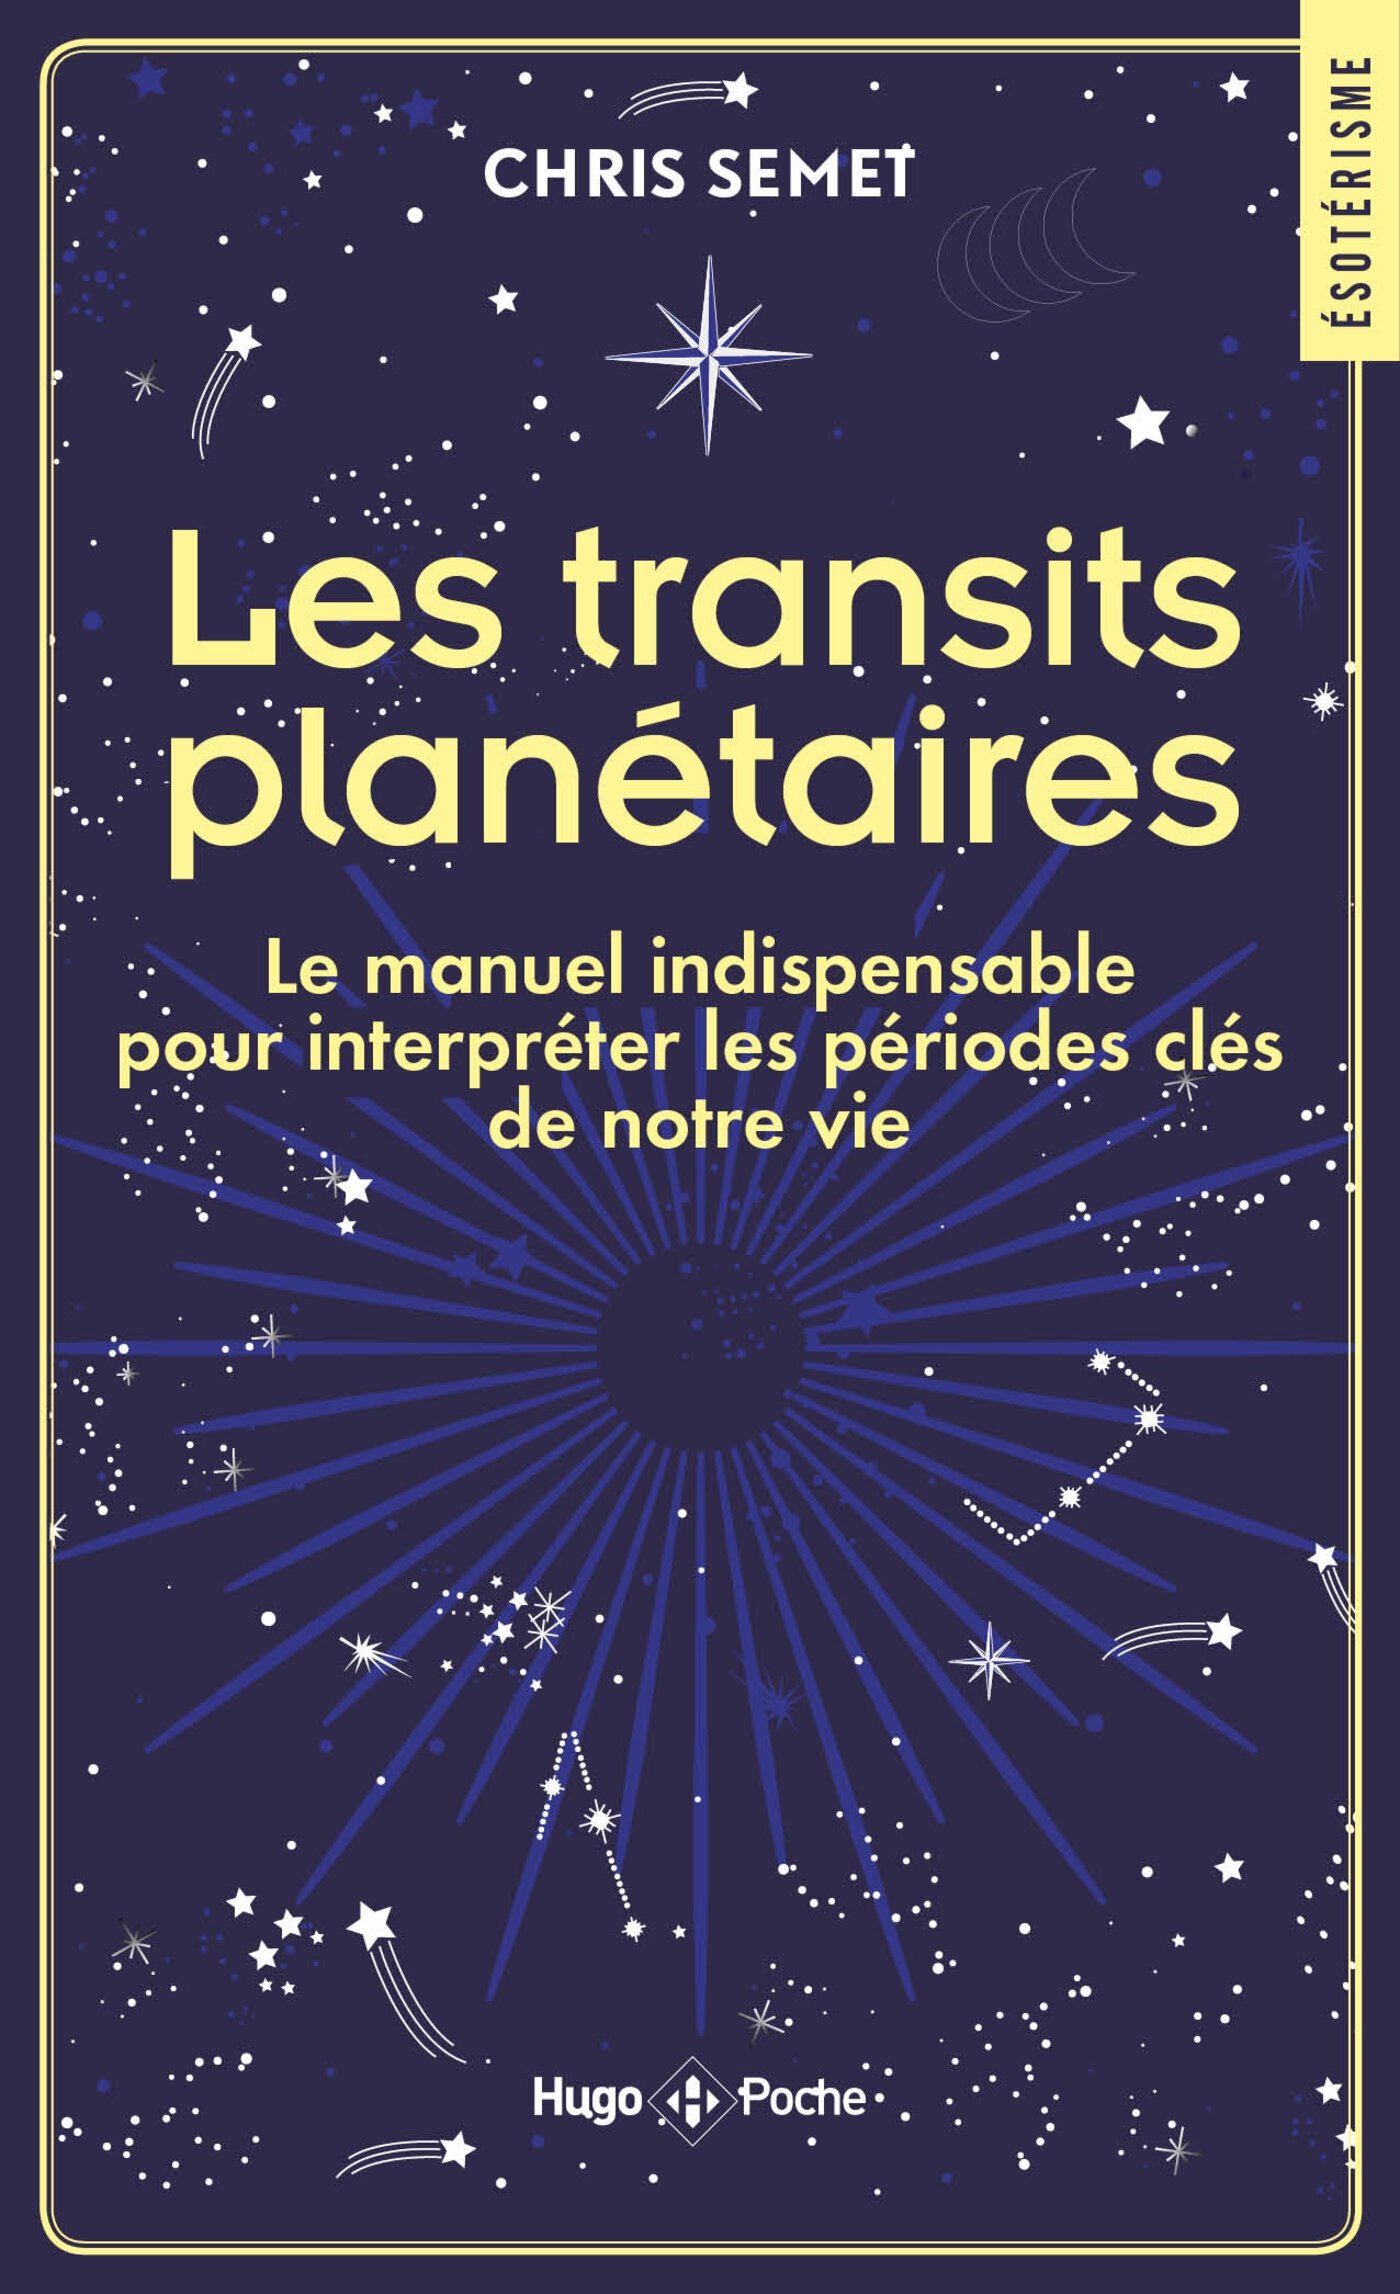 ÉSOTÉRISME
CHRIS SEMET
Les transits
planétaires
Le manuel indispensable
pour interpréter les périodes clés
de notre vie
Hugo Poche